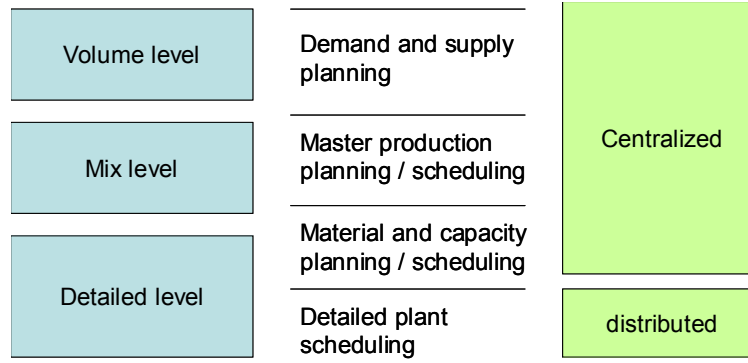 Volume level
Demand and supply
planning
Centralized
Mix level
Master production
planning / scheduling
Material and capacity
planning / scheduling
Detailed level
Detailed plant
scheduling
distributed